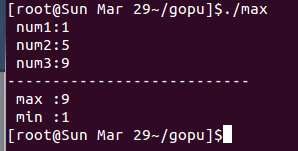 [root@Sun Mar 29~/gopu]$./max
num1:1
num2:5
num3:9
---------------------------
max :9
min :1
[root@Sun Mar 29~/gopu]$